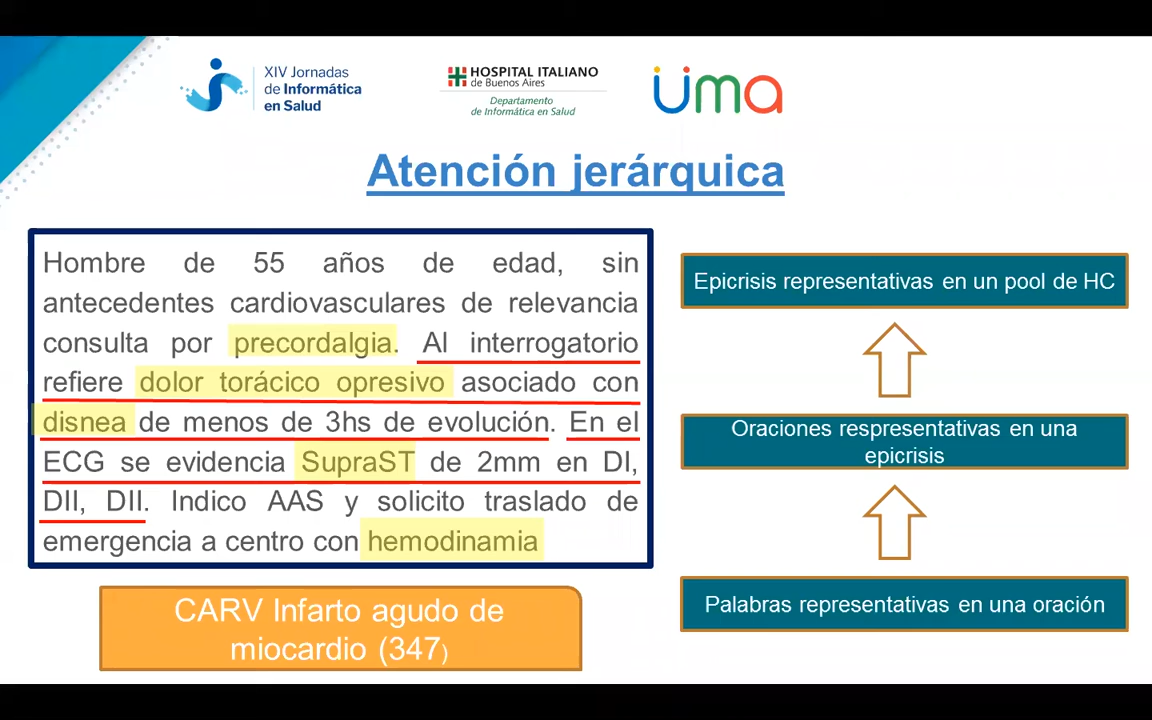 XIV Jornadas
de Informática
en Salud
HOSPITAL ITALIANO
de Buenos Aires
Departamento
de Informática en Salud
üma
Atención jerárquica
Hombre de 55 años de edad, sin
antecedentes cardiovasculares de relevancia
consulta por precordalgia. Al interrogatorio
refiere dolor torácico opresivo asociado con
disnea de menos de 3hs de evolución. En el
ECG se evidencia SupraST de 2mm en DI,
DII, DII. Indico AAS y solicito traslado de
emergencia a centro con hemodinamia
CARV Infarto agudo de
miocardio (347)
Epicrisis representativas en un pool de HC
Oraciones respresentativas en una
epicrisis
Palabras representativas en una oración